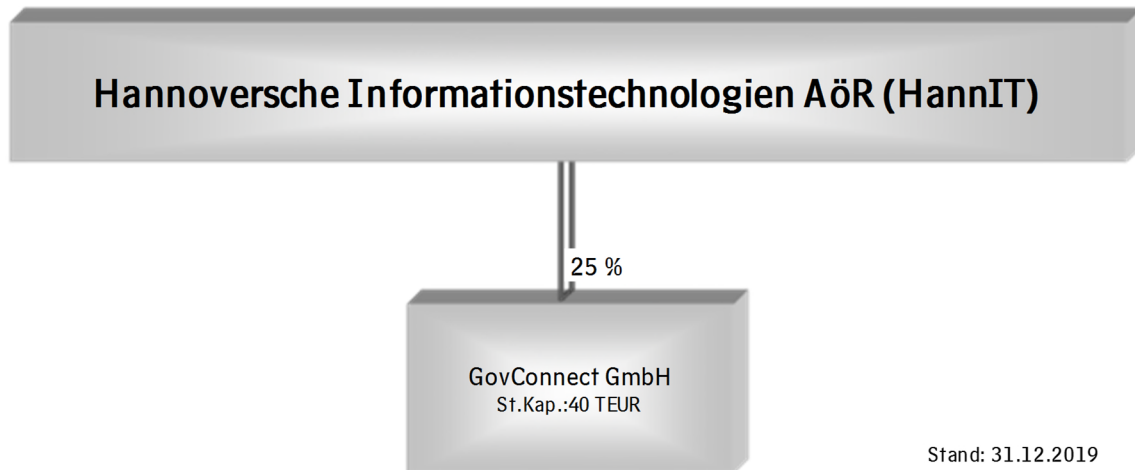 Hannoversche Informationstechnologien AöR (HannIT)
25 %
GovConnect GmbH
St.Kap.:40 TEUR
Stand: 31.12.2019